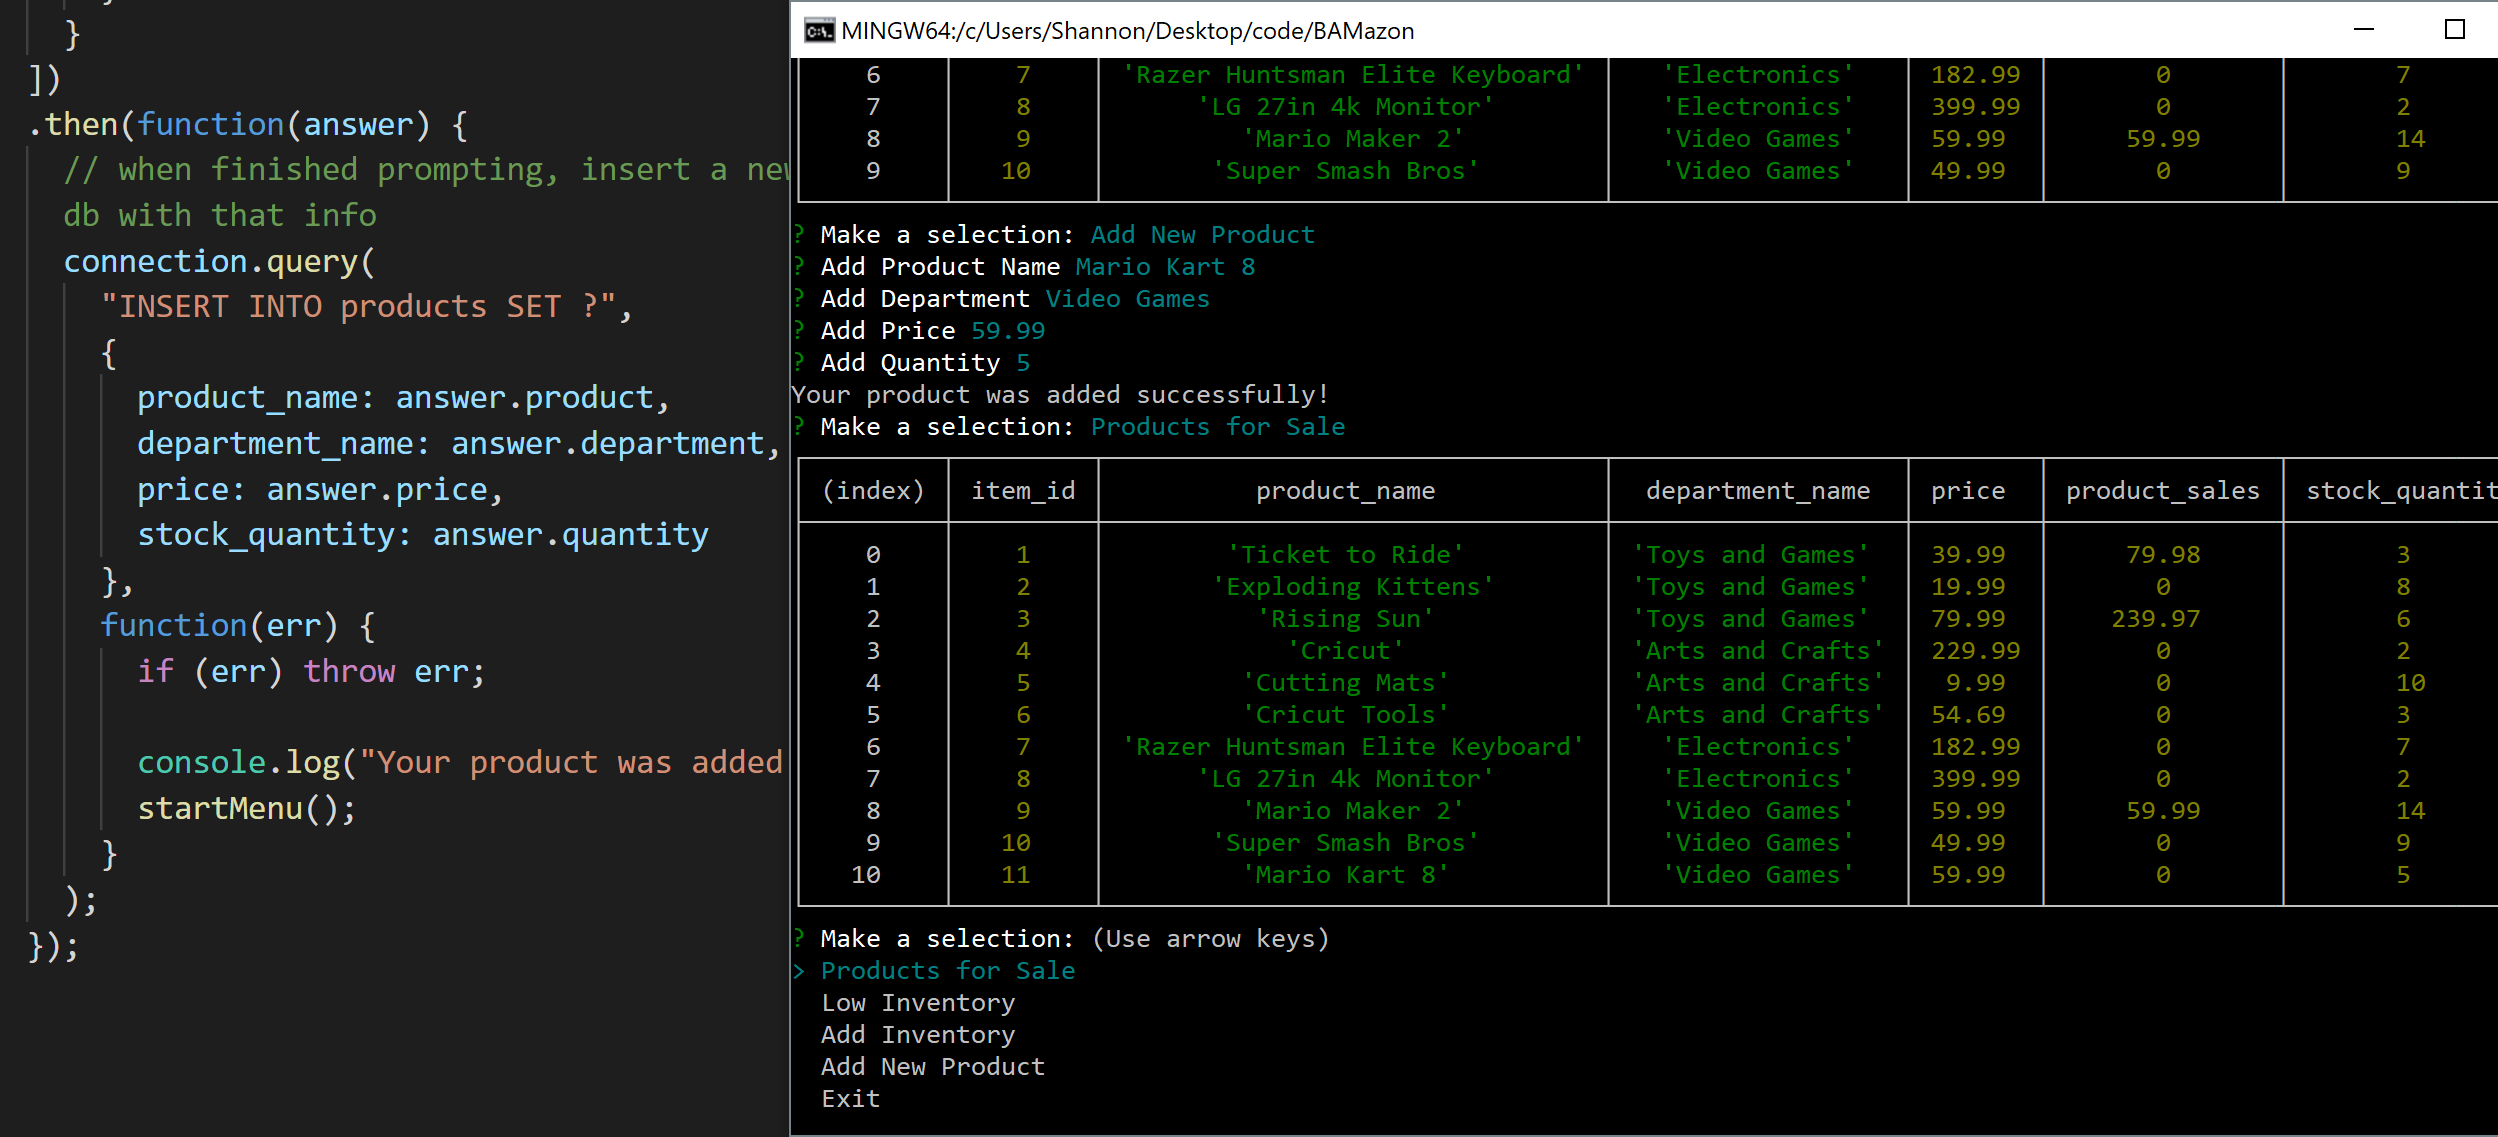 }
])
.then(function(answer) {
// when finished prompting, insert a new
db with that info
connection.query(
"INSERT INTO products SET ?",
{
product_name: answer.product,
department_name: answer.department,
price: answer.price,
stock_quantity: answer.quantity
},
function(err) {
if (err) throw err;
console.log("Your product was added
startMenu();
}
);
});
MINGW64:/c/Users/Shannon/Desktop/code/BAMazon
6 7 'Razer Huntsman Elite Keyboard' 'Electronics' 182.99 0 7
7 8 'LG 27in 4k Monitor' 'Electronics' 399.99 0 2
8 9 'Mario Maker 2' 'Video Games' 59.99 59.99 14
9 10 'Super Smash Bros' 'Video Games' 49.99 0 9
? Make a selection: Add New Product
? Add Product Name Mario Kart 8
? Add Department Video Games
? Add Price 59.99
? Add Quantity 5
Your product was added successfully!
? Make a selection: Products for Sale
(index) item_id product_name department_name price product_sales stock_quantit
0 1 'Ticket to Ride' 'Toys and Games' 39.99 79.98 3
1 2 'Exploding Kittens' 'Toys and Games' 19.99 0 8
2 3 'Rising Sun' 'Toys and Games' 79.99 239.97 6
3 4 'Cricut' 'Arts and Crafts' 229.99 0 2
4 5 'Cutting Mats' 'Arts and Crafts' 9.99 0 10
5 6 'Cricut Tools' 'Arts and Crafts' 54.69 0 3
6 7 'Razer Huntsman Elite Keyboard' 'Electronics' 182.99 0 7
7 8 'LG 27in 4k Monitor' 'Electronics' 399.99 0 2
8 9 'Mario Maker 2' 'Video Games' 59.99 59.99 14
9 10 'Super Smash Bros' 'Video Games' 49.99 0 9
10 11 'Mario Kart 8' 'Video Games' 59.99 0 5
? Make a selection: (Use arrow keys)
> Products for Sale
Low Inventory
Add Inventory
Add New Product
Exit